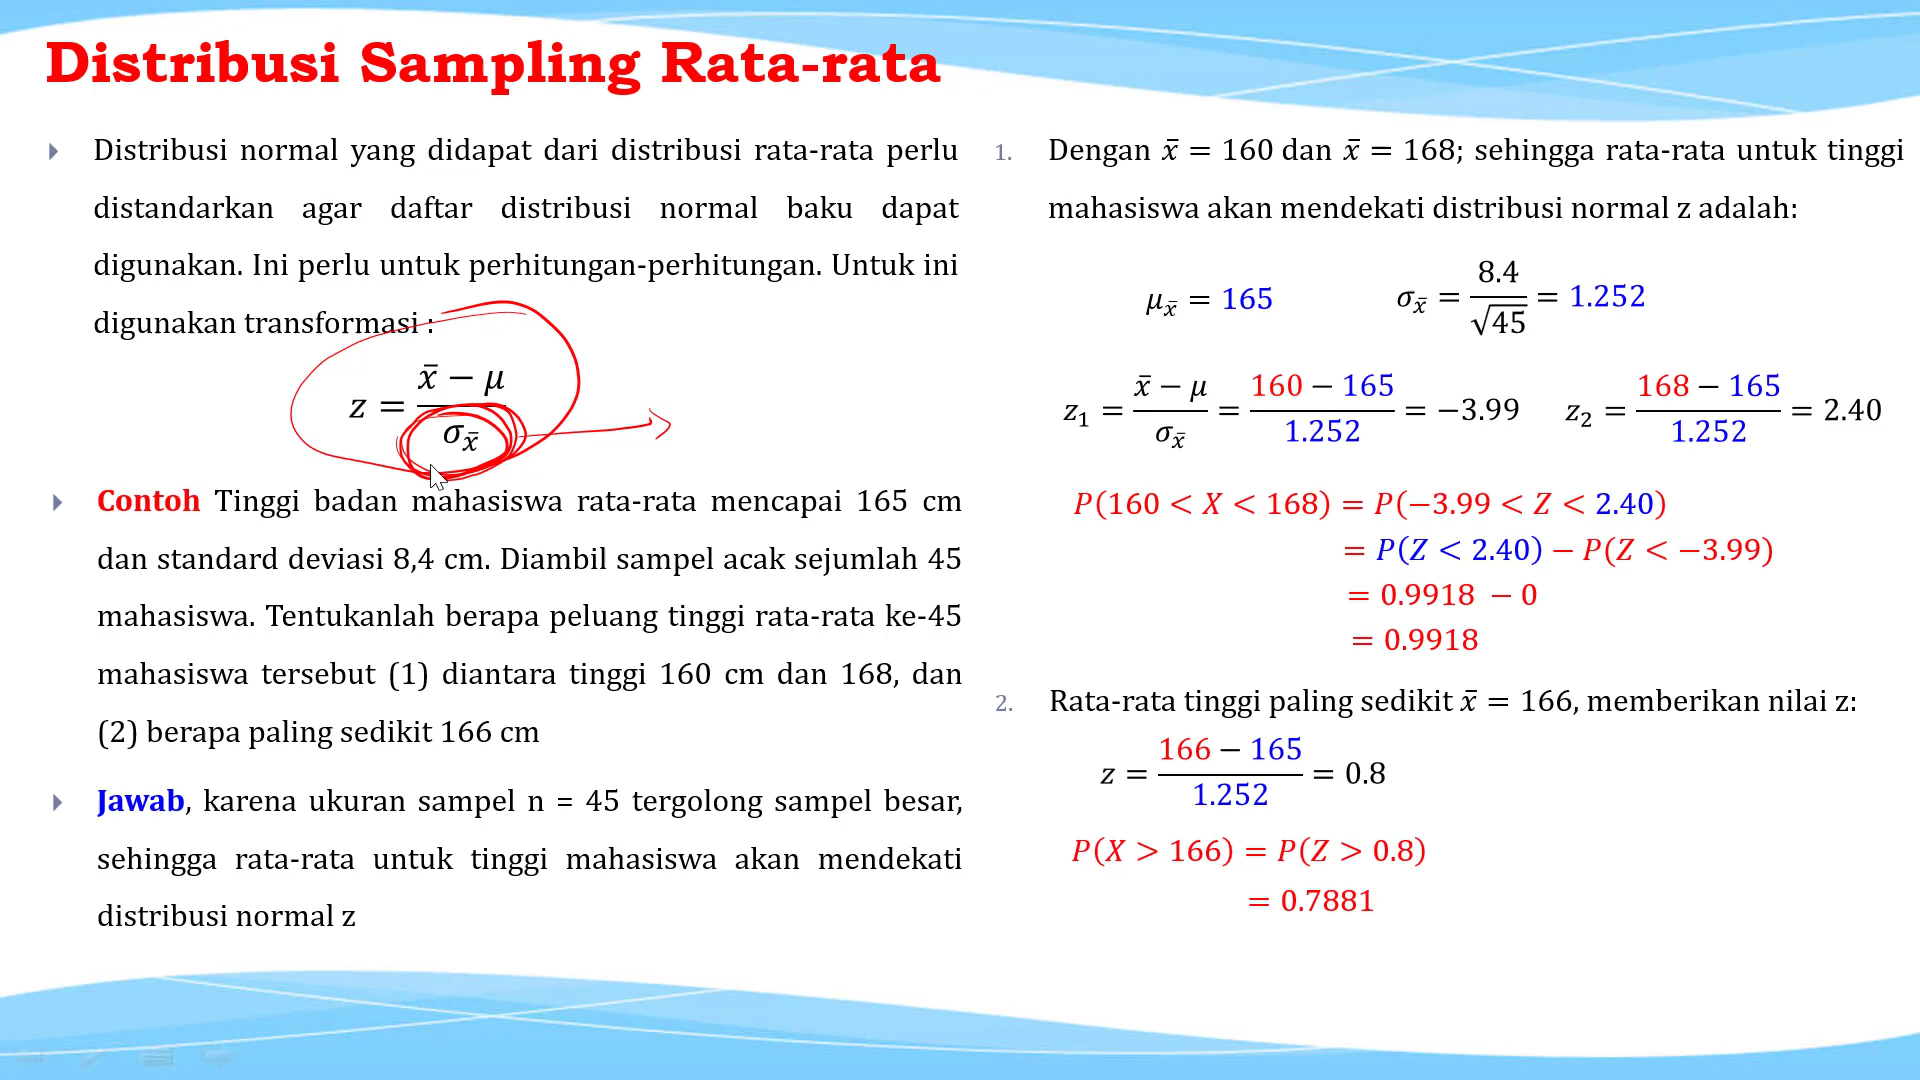 Distribusi Sampling Rata-rata
Distribusi normal yang didapat dari distribusi rata-rata perlu
distandarkan agar daftar distribusi normal baku dapat
digunakan. Ini perlu untuk perhitungan-perhitungan. Untuk ini
digunakan transformasi :
z = (x̄ − μ)/σ_x̄
Contoh Tinggi badan mahasiswa rata-rata mencapai 165 cm
dan standard deviasi 8,4 cm. Diambil sampel acak sejumlah 45
mahasiswa. Tentukanlah berapa peluang tinggi rata-rata ke-45
mahasiswa tersebut (1) diantara tinggi 160 cm dan 168, dan
(2) berapa paling sedikit 166 cm
Jawab, karena ukuran sampel n = 45 tergolong sampel besar,
sehingga rata-rata untuk tinggi mahasiswa akan mendekati
distribusi normal z
1. Dengan x̄ = 160 dan x̄ = 168; sehingga rata-rata untuk tinggi
mahasiswa akan mendekati distribusi normal z adalah:
μ_x̄ = 165 σ_x̄ = 8.4/√45 = 1.252
z₁ = (x̄ − μ)/σ_x̄ = (160 − 165)/1.252 = −3.99 z₂ = (168 − 165)/1.252 = 2.40
P(160 < X < 168) = P(−3.99 < Z < 2.40)
= P(Z < 2.40) − P(Z < −3.99)
= 0.9918 − 0
= 0.9918
2. Rata-rata tinggi paling sedikit x̄ = 166, memberikan nilai z:
z = (166 − 165)/1.252 = 0.8
P(X > 166) = P(Z > 0.8)
= 0.7881